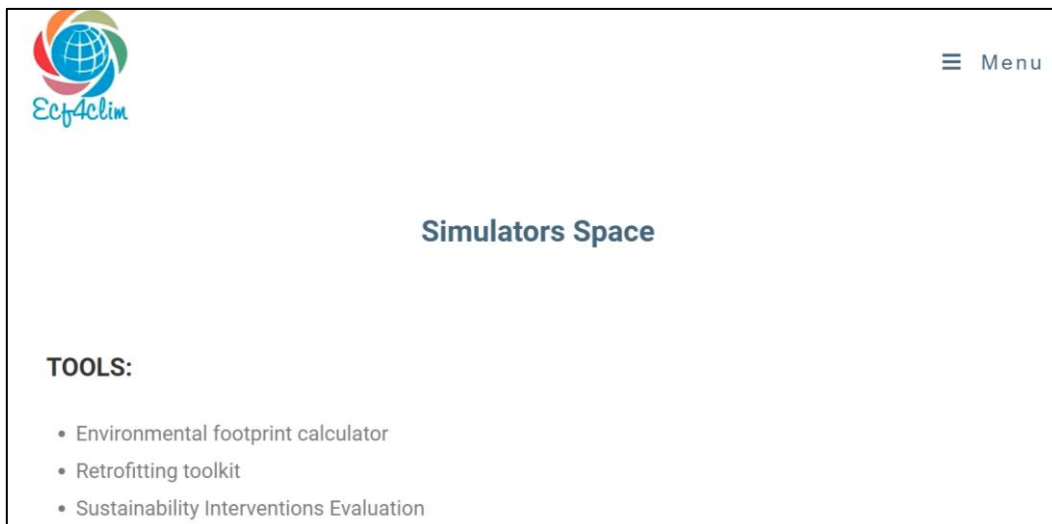 Ecf4clim
Menu
Simulators Space
TOOLS:
• Environmental footprint calculator
• Retrofitting toolkit
• Sustainability Interventions Evaluation